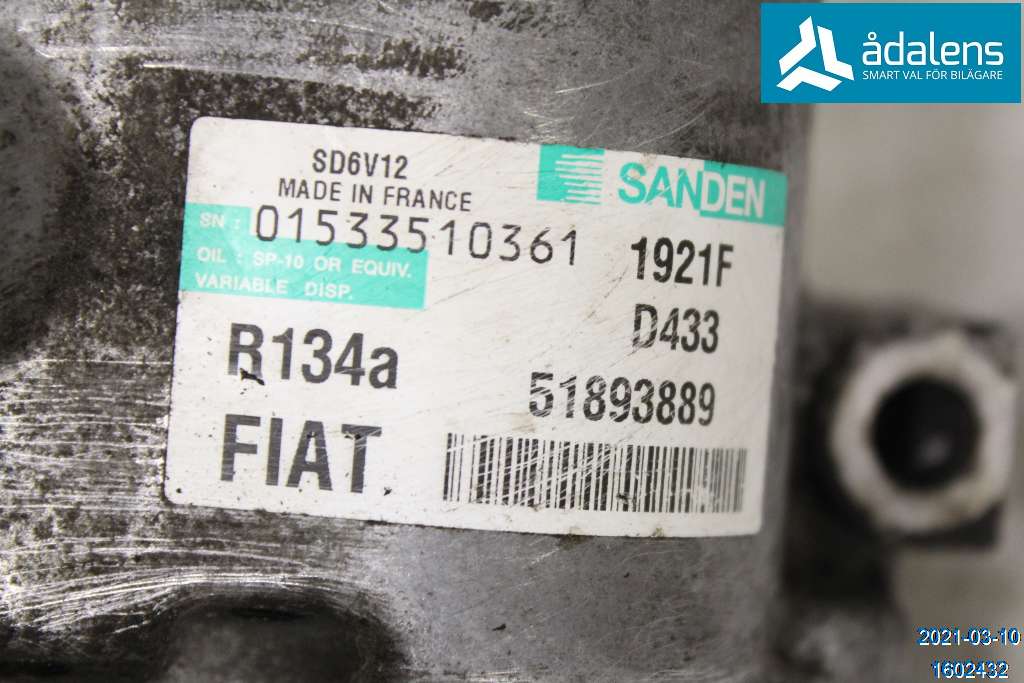 ådalens
SMART VAL FÖR BILÄGARE
SD6V12
MADE IN FRANCE
SANDEN
SN : 01533510361
1921F
OIL : SP-10 OR EQUIV.
VARIABLE DISP.
D433
R134a
51893889
FIAT
2021-03-10
1602432